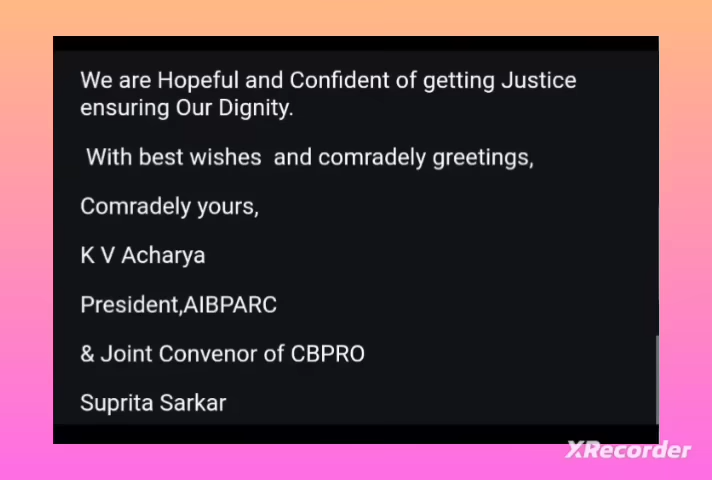 We are Hopeful and Confident of getting Justice
ensuring Our Dignity.
With best wishes  and comradely greetings,
Comradely yours,
K V Acharya
President,AIBPARC
& Joint Convenor of CBPRO
Suprita Sarkar
XRecorder